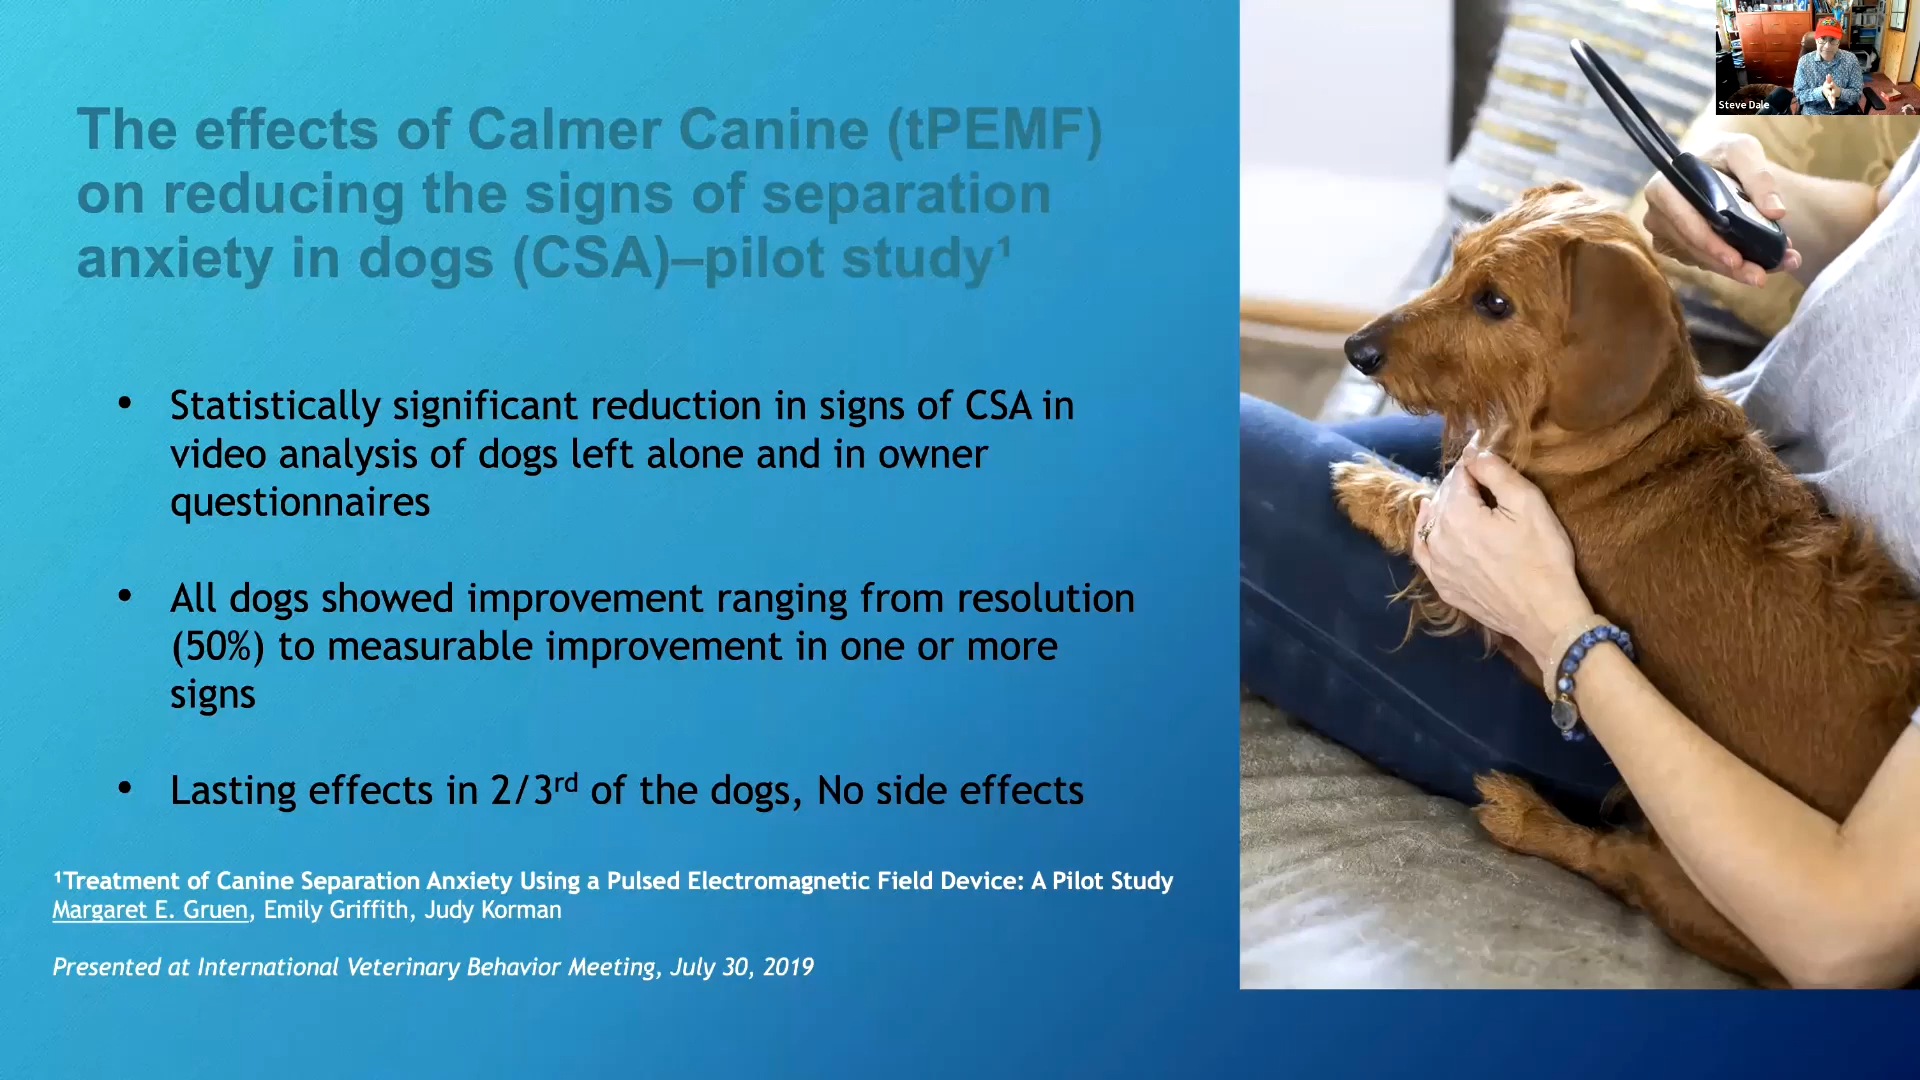 Steve Dale
The effects of Calmer Canine (tPEMF)
on reducing the signs of separation
anxiety in dogs (CSA)–pilot study¹
• Statistically significant reduction in signs of CSA in
video analysis of dogs left alone and in owner
questionnaires
• All dogs showed improvement ranging from resolution
(50%) to measurable improvement in one or more
signs
• Lasting effects in 2/3rd of the dogs, No side effects
¹Treatment of Canine Separation Anxiety Using a Pulsed Electromagnetic Field Device: A Pilot Study
Margaret E. Gruen, Emily Griffith, Judy Korman
Presented at International Veterinary Behavior Meeting, July 30, 2019